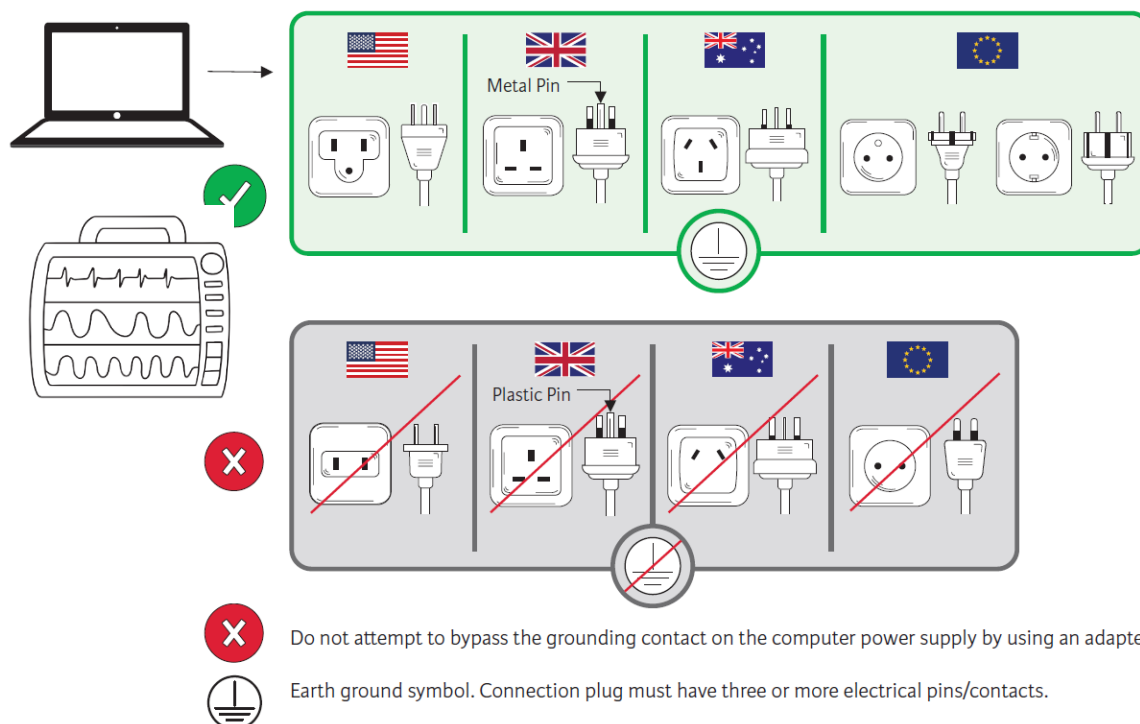 Metal Pin
Plastic Pin
Do not attempt to bypass the grounding contact on the computer power supply by using an adapte
Earth ground symbol. Connection plug must have three or more electrical pins/contacts.